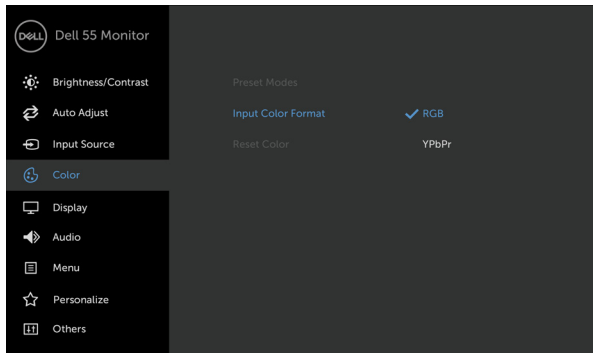 DELL Dell 55 Monitor
Brightness/Contrast
Auto Adjust
Input Source
Color
Display
Audio
Menu
Personalize
Others
Preset Modes
Input Color Format ✓ RGB
Reset Color YPbPr